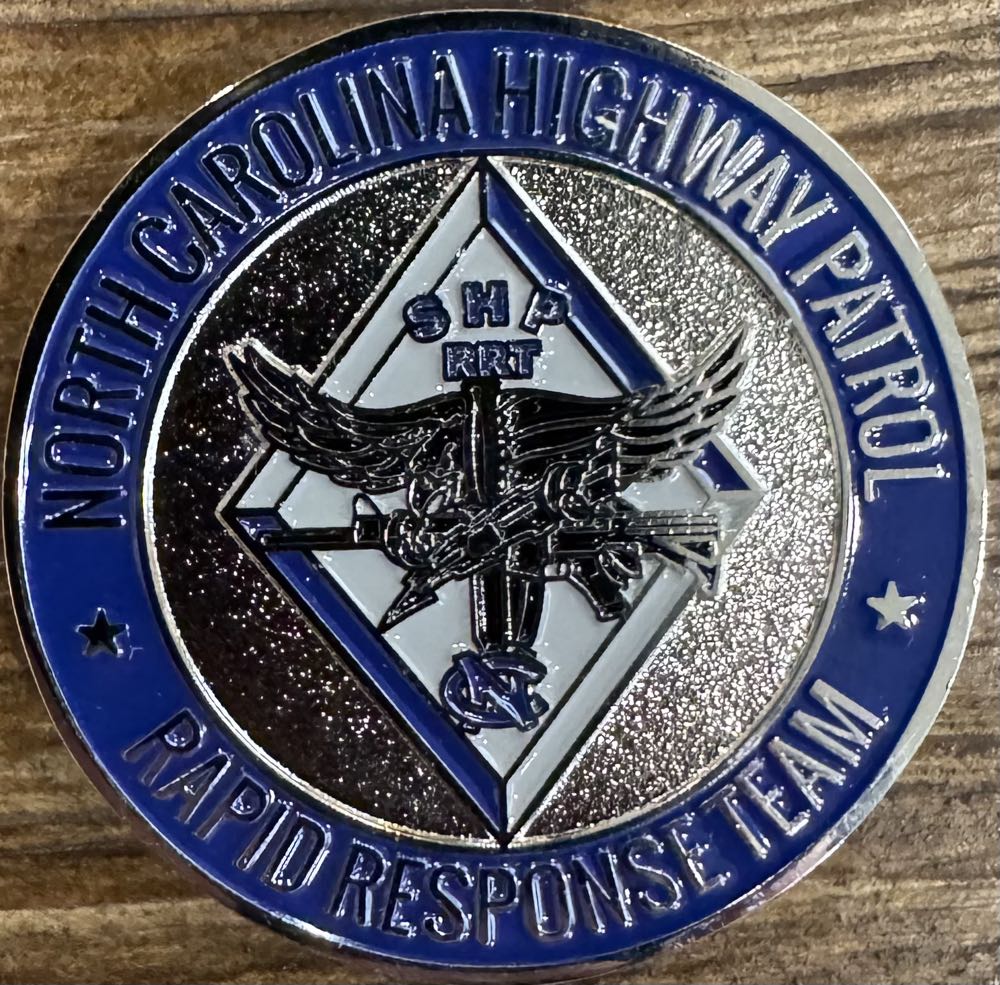 NORTH CAROLINA HIGHWAY PATROL
SHP
RRT
NC
RAPID RESPONSE TEAM